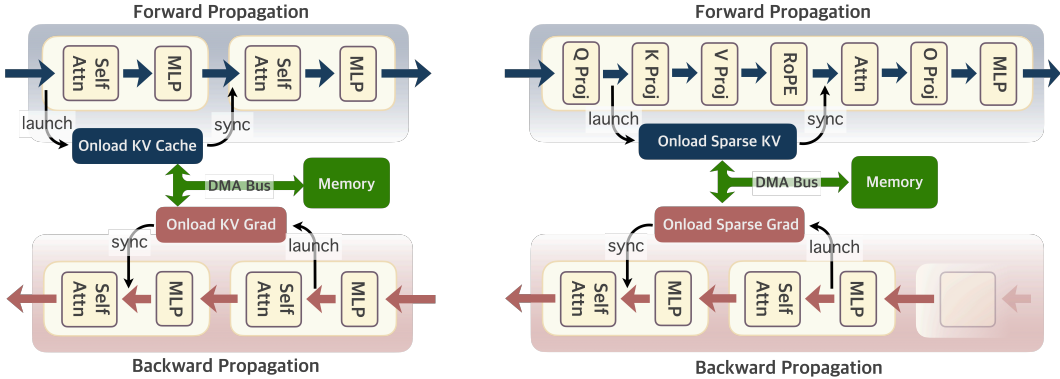 Forward Propagation
Self
Attn
MLP
Self
Attn
MLP
launch
sync
Onload KV Cache
DMA Bus
Memory
Onload KV Grad
sync
launch
Self
Attn
MLP
Self
Attn
MLP
Backward Propagation
Forward Propagation
Q Proj
K Proj
V Proj
RoPE
Attn
O Proj
MLP
launch
sync
Onload Sparse KV
DMA Bus
Memory
Onload Sparse Grad
sync
launch
Self
Attn
MLP
Self
Attn
MLP
Backward Propagation